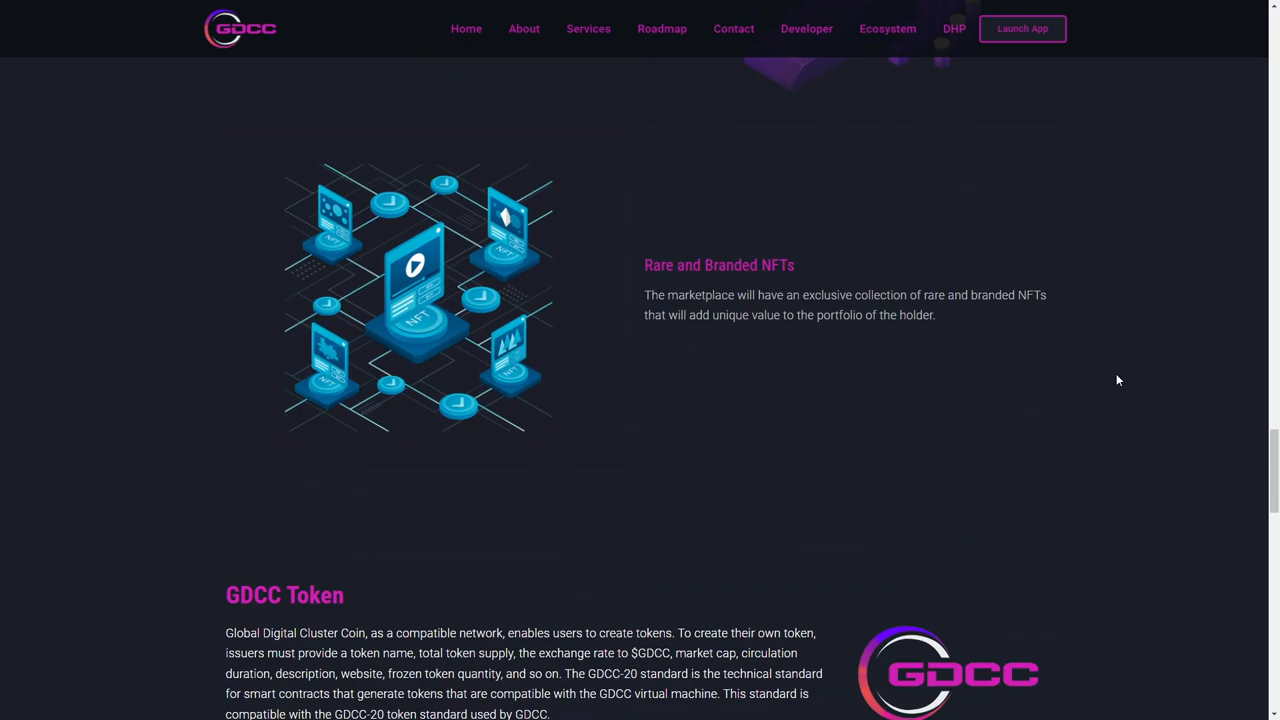 GDCC
Home About Services Roadmap Contact Developer Ecosystem DHP Launch App
NFT
NFT
NFT
NFT
NFT
Rare and Branded NFTs
The marketplace will have an exclusive collection of rare and branded NFTs
that will add unique value to the portfolio of the holder.
GDCC Token
Global Digital Cluster Coin, as a compatible network, enables users to create tokens. To create their own token,
issuers must provide a token name, total token supply, the exchange rate to $GDCC, market cap, circulation
duration, description, website, frozen token quantity, and so on. The GDCC-20 standard is the technical standard
for smart contracts that generate tokens that are compatible with the GDCC virtual machine. This standard is
compatible with the GDCC-20 token standard used by GDCC.
GDCC